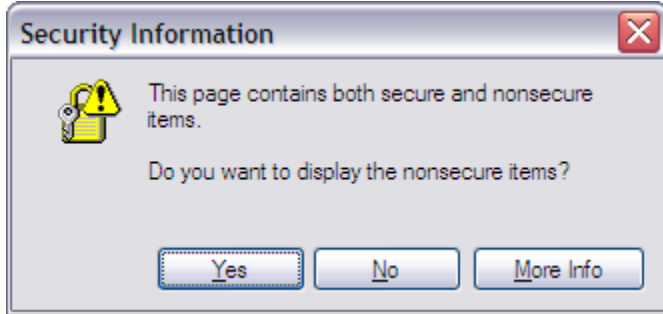 Security Information
This page contains both secure and nonsecure
items.
Do you want to display the nonsecure items?
Yes
No
More Info